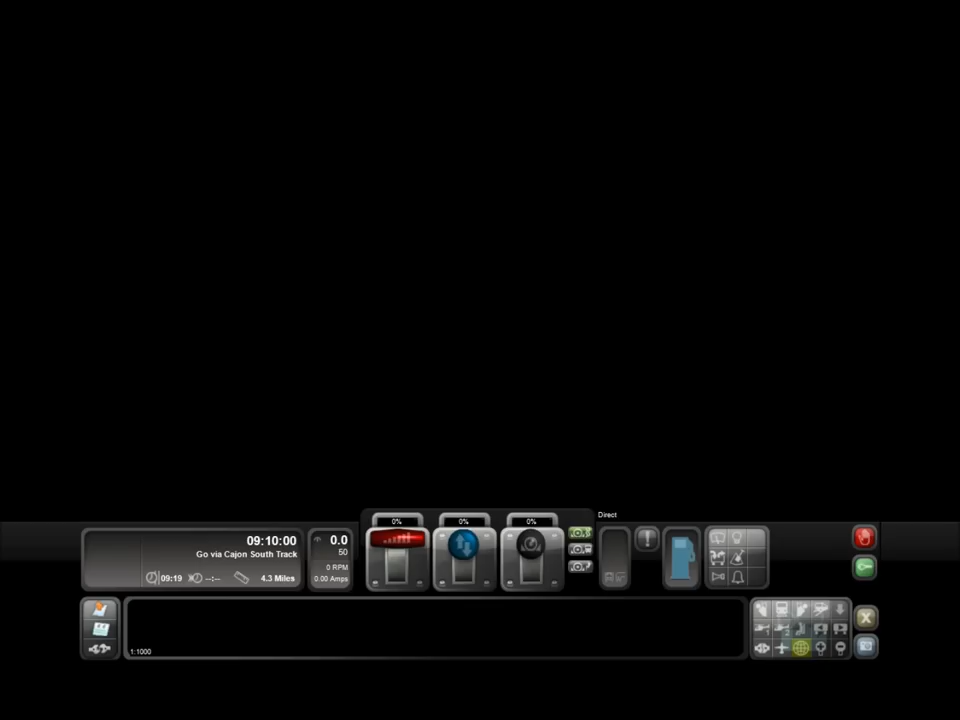 Direct
0%
0%
0%
09:10:00
0.0
Go via Cajon South Track
50
0 RPM
09:19
--:--
4.3 Miles
0.00 Amps
1:1000